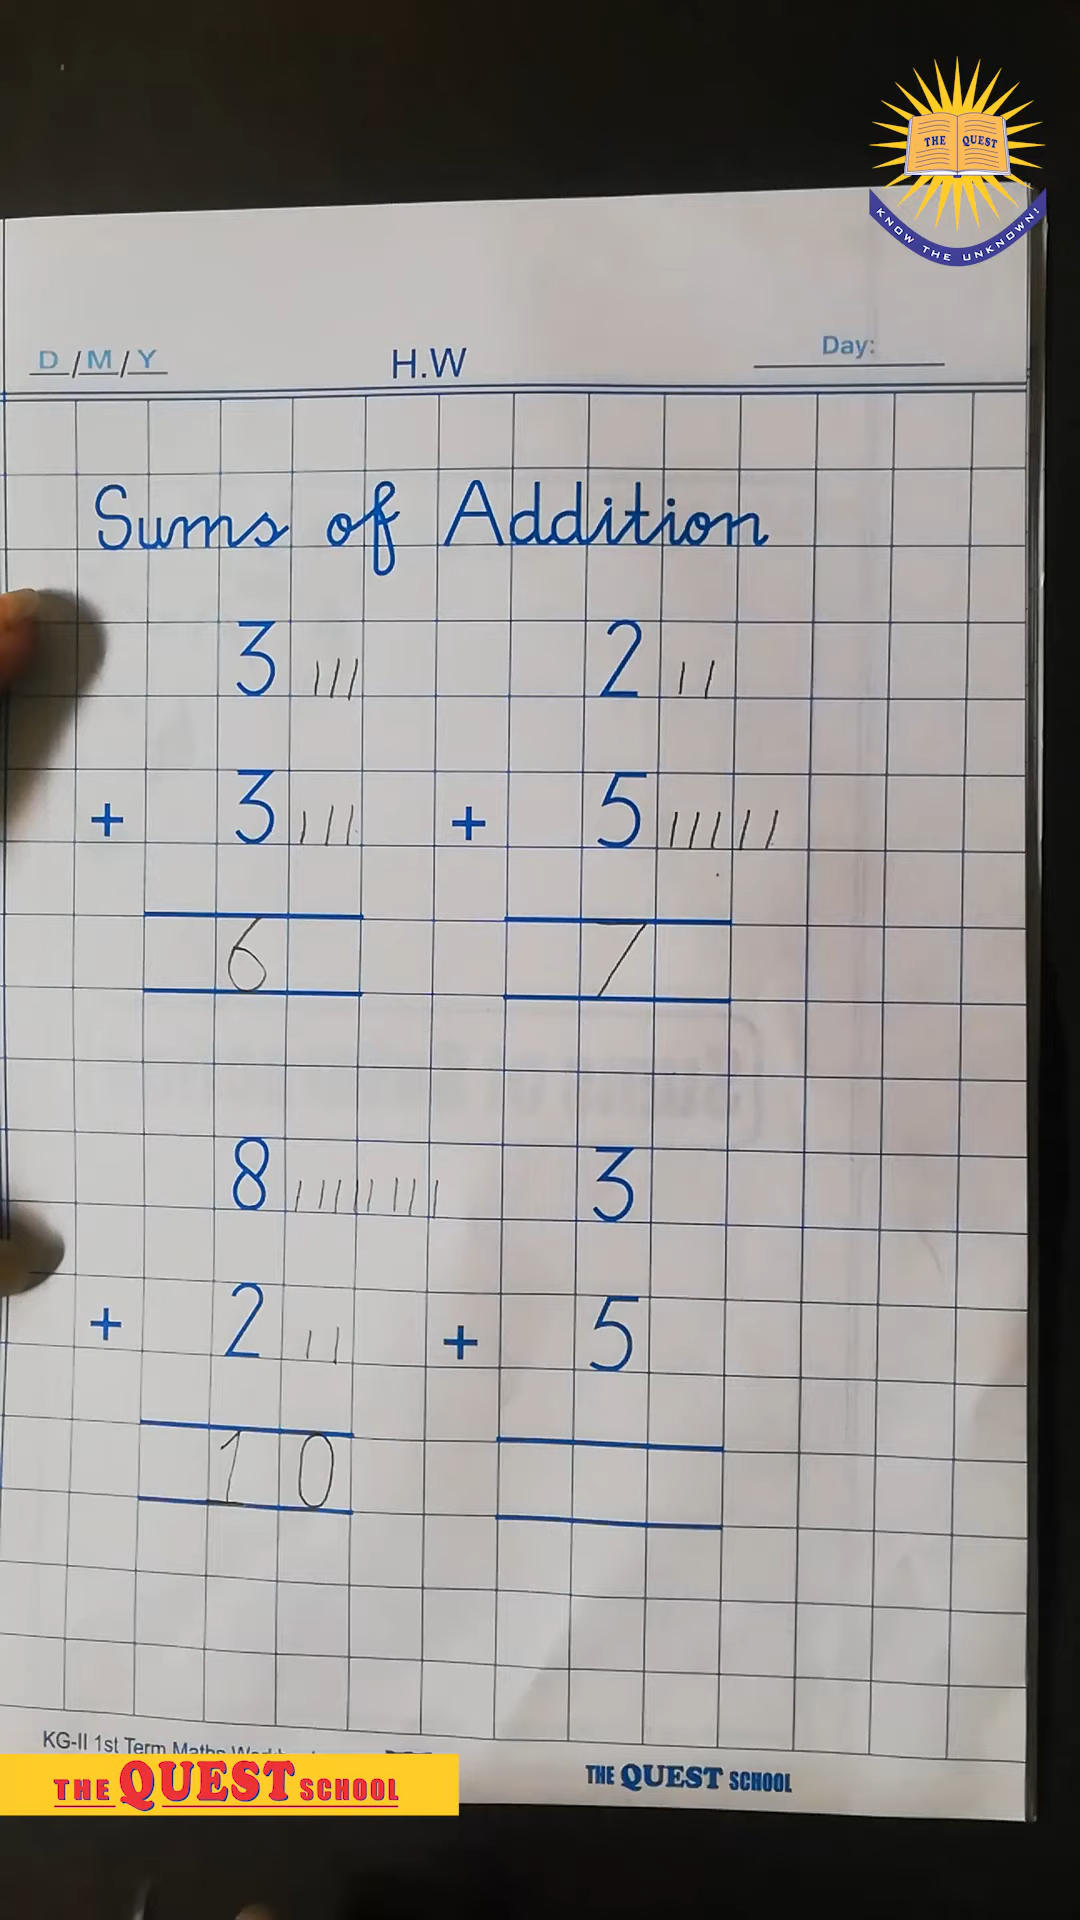 THE QUEST
KNOW THE UNKNOWN!
D/M/Y H.W Day:
Sums of Addition
3 2
+ 3 + 5
6 7
8 3
+ 2 + 5
10
KG-II 1st Term Maths
THE QUEST SCHOOL
THE QUEST SCHOOL